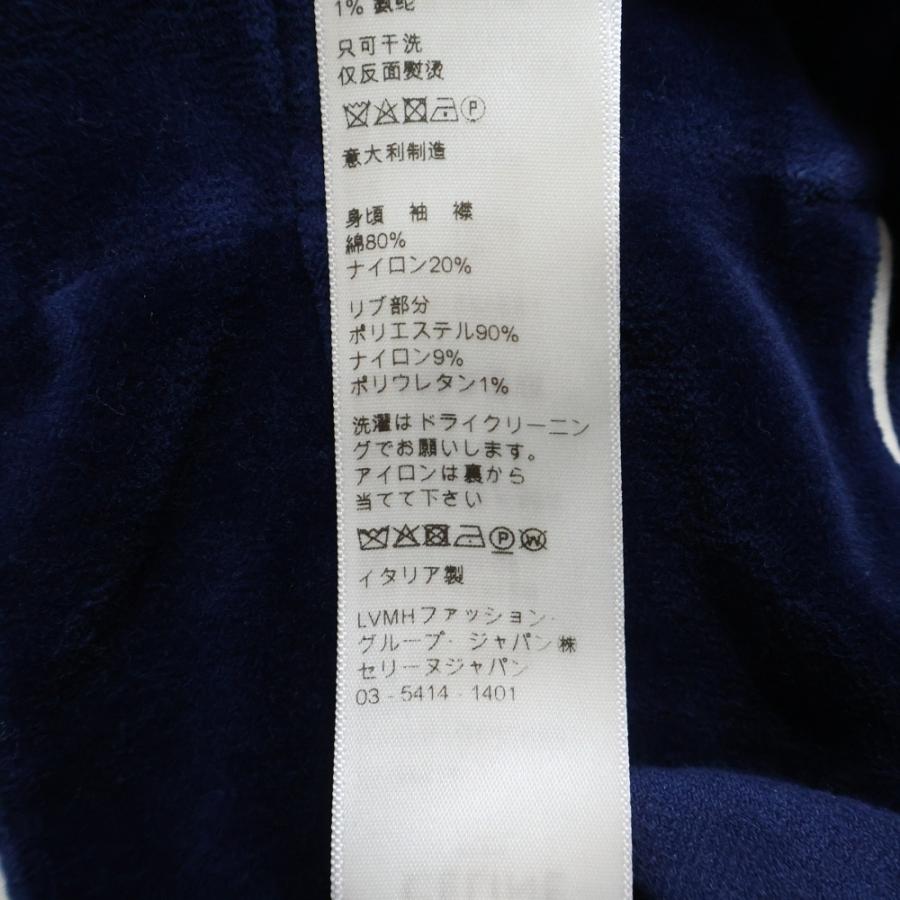 1% 氨纶
只可干洗
仅反面熨烫
P
意大利制造
身頃 袖 襟
綿80%
ナイロン20%
リブ部分
ポリエステル90%
ナイロン9%
ポリウレタン1%
洗濯はドライクリーニン
グでお願いします。
アイロンは裏から
当てて下さい
P W
イタリア製
LVMHファッション・
グループ・ジャパン㈱
セリーヌジャパン
03-5414-1401